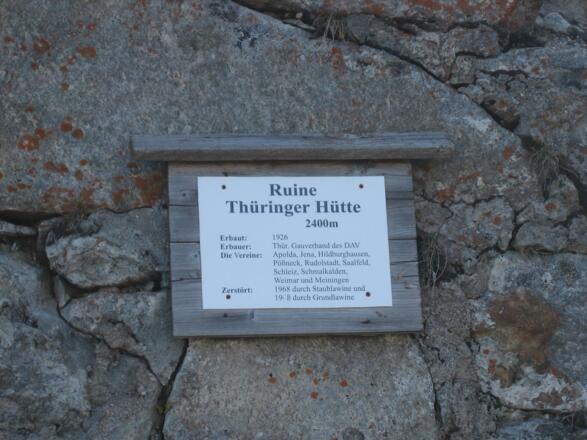 Ruine
Thüringer Hütte
2400m
Erbaut: 1926
Erbauer: Thür. Gauverband des DAV
Die Vereine: Apolda, Jena, Hildburghausen,
Pößneck, Rudolstadt, Saalfeld,
Schleiz, Schmalkalden,
Weimar und Meiningen
Zerstört: 1968 durch Staublawine und
durch Grundlawine